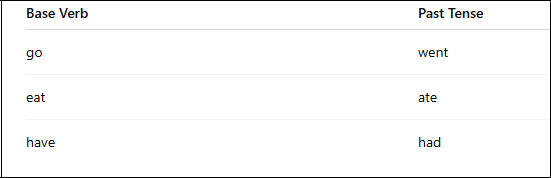 Base Verb Past Tense
go went
eat ate
have had